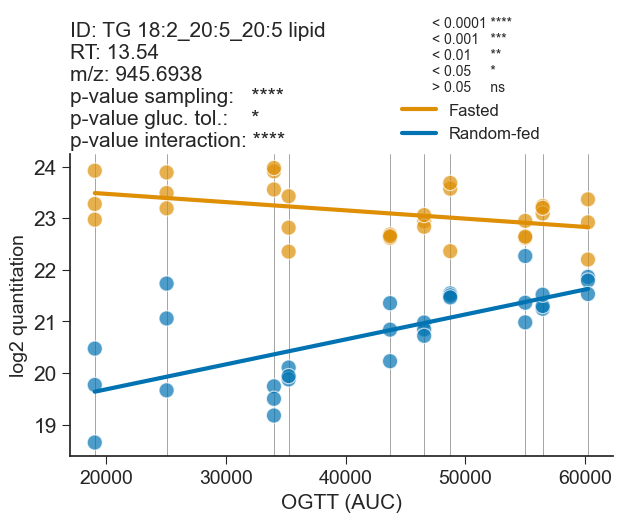 ID: TG 18:2_20:5_20:5 lipid
RT: 13.54
m/z: 945.6938
p-value sampling: ****
p-value gluc. tol.: *
p-value interaction: ****
< 0.0001 ****
< 0.001 ***
< 0.01 **
< 0.05 *
> 0.05 ns
Fasted
Random-fed
24
23
22
21
20
19
log2 quantitation
20000 30000 40000 50000 60000
OGTT (AUC)